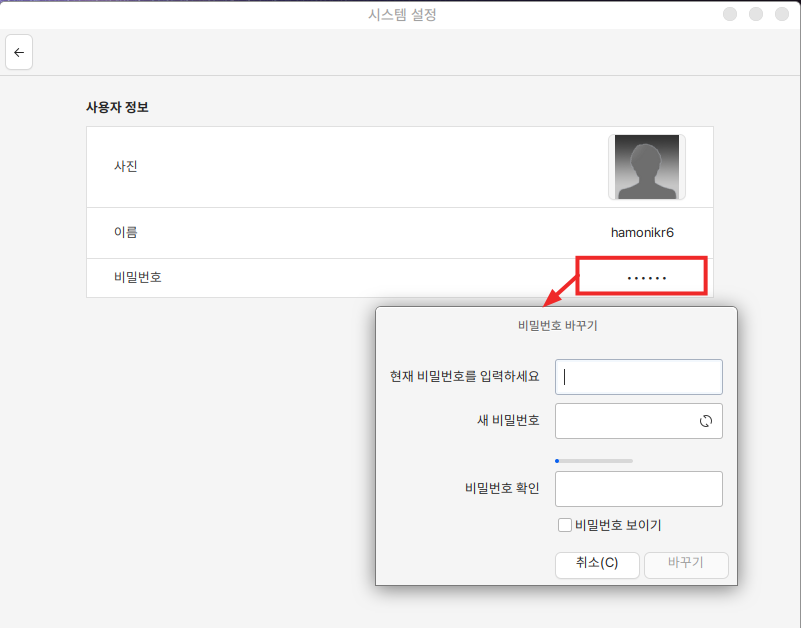 시스템 설정
사용자 정보
사진
이름 hamonikr6
비밀번호 ••••••
비밀번호 바꾸기
현재 비밀번호를 입력하세요
새 비밀번호
비밀번호 확인
비밀번호 보이기
취소(C) 바꾸기